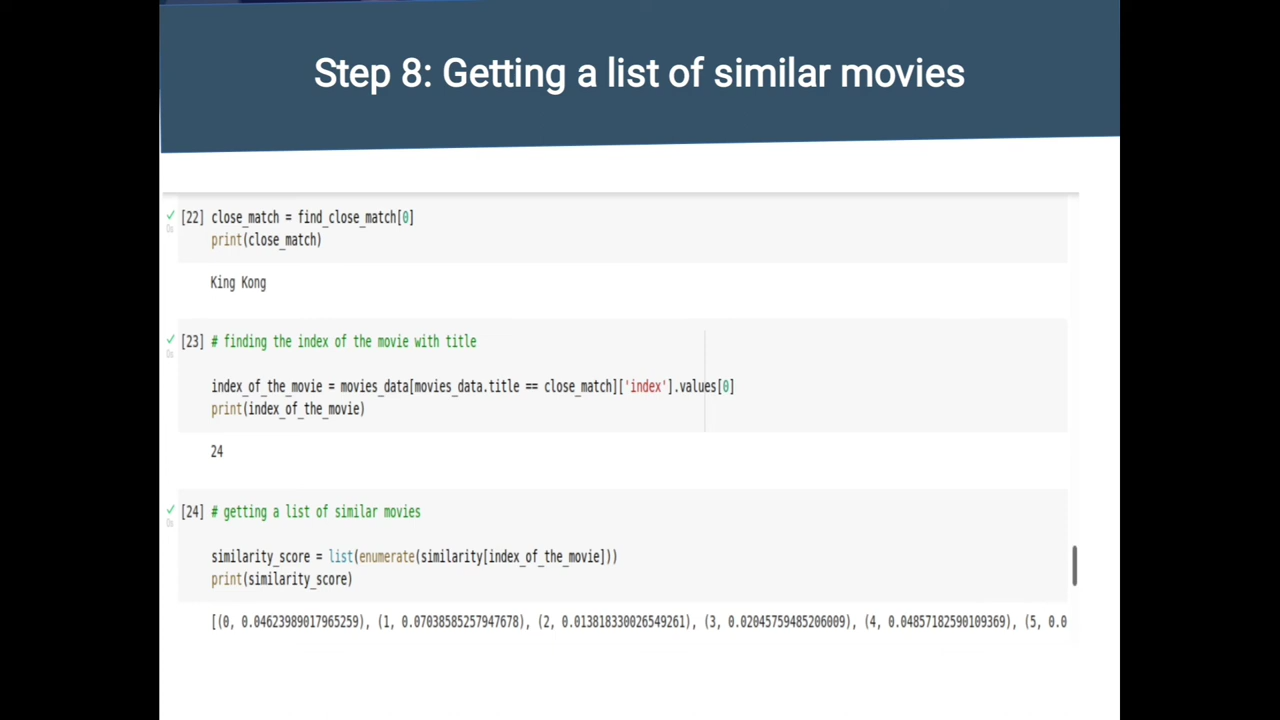 Step 8: Getting a list of similar movies
[22] close_match = find_close_match[0]
0s
print(close_match)
King Kong
[23] # finding the index of the movie with title
0s
index_of_the_movie = movies_data[movies_data.title == close_match]['index'].values[0]
print(index_of_the_movie)
24
[24] # getting a list of similar movies
0s
similarity_score = list(enumerate(similarity[index_of_the_movie]))
print(similarity_score)
[(0, 0.04623989017965259), (1, 0.07038585257947678), (2, 0.013818330026549261), (3, 0.02045759485206009), (4, 0.04857182590109369), (5, 0.0